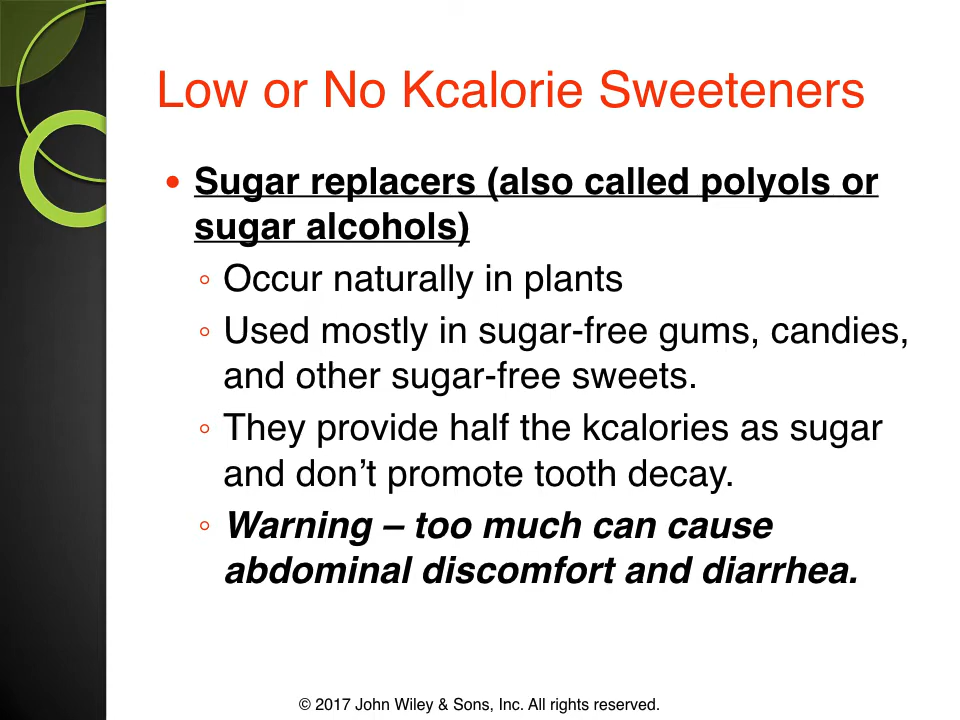 Low or No Kcalorie Sweeteners
• Sugar replacers (also called polyols or
sugar alcohols)
◦ Occur naturally in plants
◦ Used mostly in sugar-free gums, candies,
and other sugar-free sweets.
◦ They provide half the kcalories as sugar
and don’t promote tooth decay.
◦ Warning – too much can cause
abdominal discomfort and diarrhea.
© 2017 John Wiley & Sons, Inc. All rights reserved.